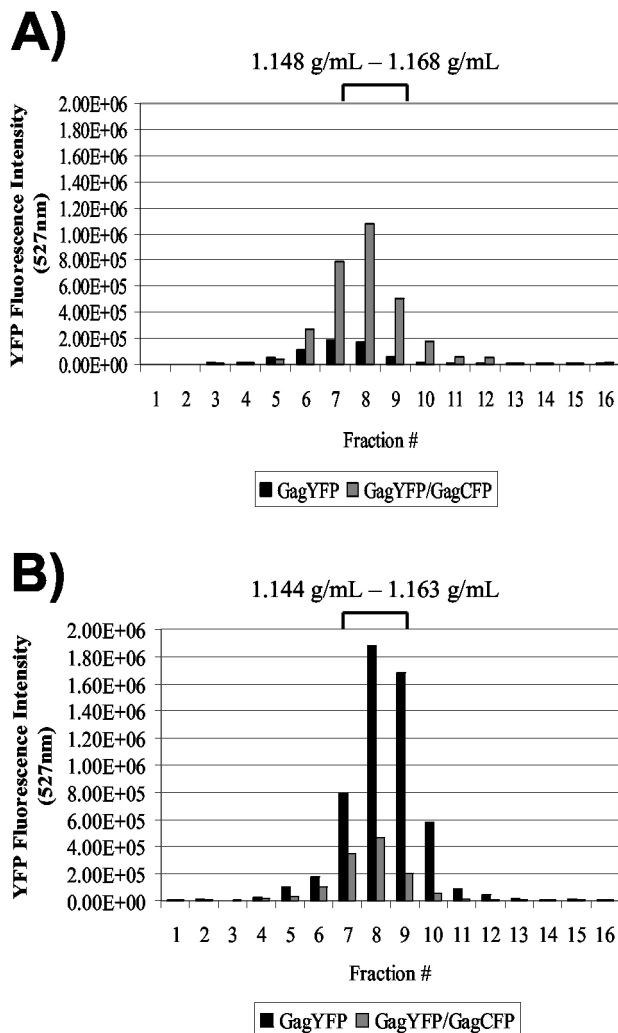 A)
1.148 g/mL – 1.168 g/mL
YFP Fluorescence Intensity
(527nm)
2.00E+06
1.80E+06
1.60E+06
1.40E+06
1.20E+06
1.00E+06
8.00E+05
6.00E+05
4.00E+05
2.00E+05
0.00E+00
1 2 3 4 5 6 7 8 9 10 11 12 13 14 15 16
Fraction #
GagYFP GagYFP/GagCFP
B)
1.144 g/mL – 1.163 g/mL
YFP Fluorescence Intensity
(527nm)
2.00E+06
1.80E+06
1.60E+06
1.40E+06
1.20E+06
1.00E+06
8.00E+05
6.00E+05
4.00E+05
2.00E+05
0.00E+00
1 2 3 4 5 6 7 8 9 10 11 12 13 14 15 16
Fraction #
GagYFP GagYFP/GagCFP